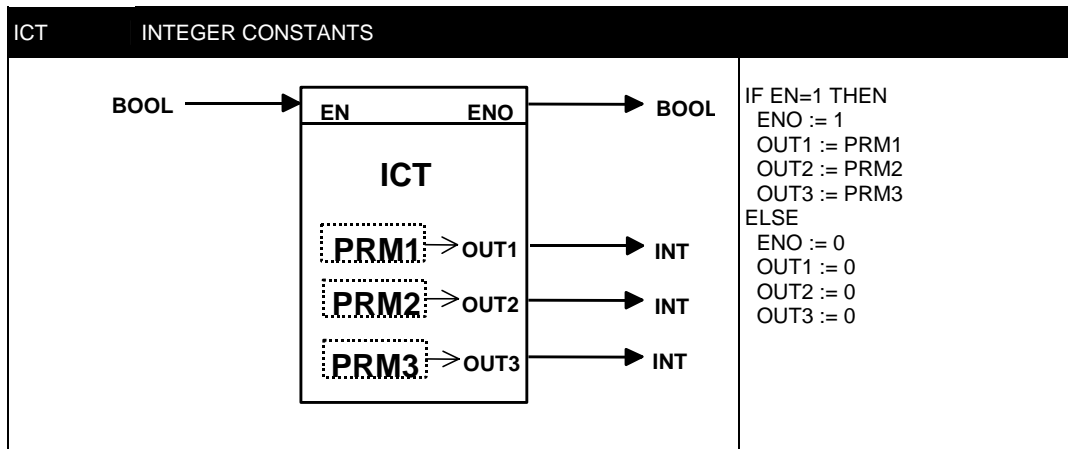 ICT INTEGER CONSTANTS
BOOL EN ENO BOOL
ICT
PRM1 OUT1 INT
PRM2 OUT2 INT
PRM3 OUT3 INT
IF EN=1 THEN
ENO := 1
OUT1 := PRM1
OUT2 := PRM2
OUT3 := PRM3
ELSE
ENO := 0
OUT1 := 0
OUT2 := 0
OUT3 := 0